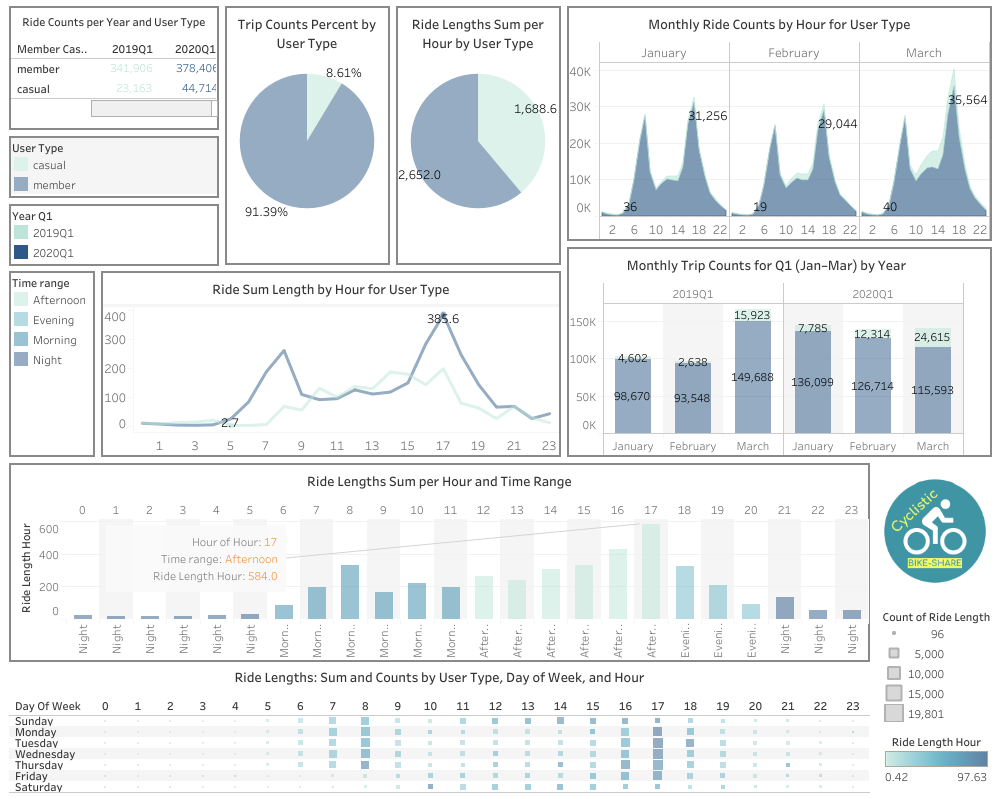 Ride Counts per Year and User Type
Member Cas.. 2019Q1 2020Q1
member 341,906 378,406
casual 23,163 44,714
User Type
casual
member
Year Q1
2019Q1
2020Q1
Trip Counts Percent by
User Type
8.61%
91.39%
Ride Lengths Sum per
Hour by User Type
1,688.6
2,652.0
Monthly Ride Counts by Hour for User Type
January February March
40K
30K
20K
10K
0K
31,256
29,044
35,564
36
19
40
2 6 10 14 18 22 2 6 10 14 18 22 2 6 10 14 18 22
Time range
Afternoon
Evening
Morning
Night
Ride Sum Length by Hour for User Type
400
300
200
100
0
385.6
2.7
1 3 5 7 9 11 13 15 17 19 21 23
Monthly Trip Counts for Q1 (Jan-Mar) by Year
2019Q1 2020Q1
150K
100K
50K
0K
4,602 2,638 15,923 7,785 12,314 24,615
98,670 93,548 149,688 136,099 126,714 115,593
January February March January February March
Ride Lengths Sum per Hour and Time Range
0 1 2 3 4 5 6 7 8 9 10 11 12 13 14 15 16 17 18 19 20 21 22 23
Ride Length Hour
600
400
200
0
Hour of Hour: 17
Time range: Afternoon
Ride Length Hour: 584.0
Night Night Night Night Night Night Morn.. Morn.. Morn.. Morn.. Morn.. Morn.. After.. After.. After.. After.. After.. After.. Eveni.. Eveni.. Eveni.. Night Night Night
Cyclistic
BIKE-SHARE
Count of Ride Length
96
5,000
10,000
15,000
19,801
Ride Length Hour
0.42 97.63
Ride Lengths: Sum and Counts by User Type, Day of Week, and Hour
Day Of Week 0 1 2 3 4 5 6 7 8 9 10 11 12 13 14 15 16 17 18 19 20 21 22 23
Sunday
Monday
Tuesday
Wednesday
Thursday
Friday
Saturday